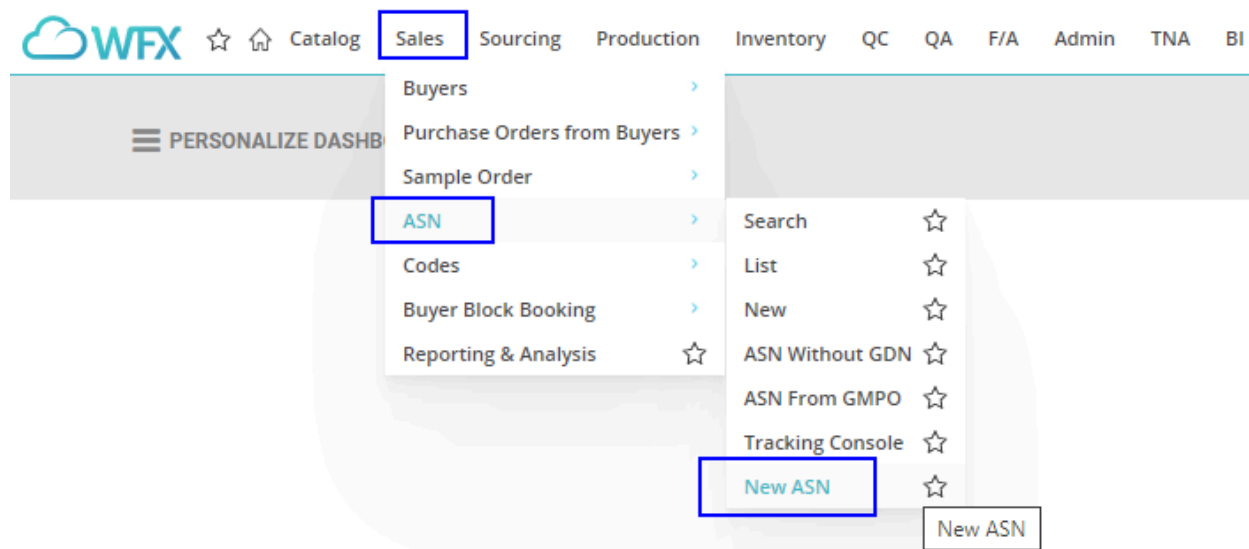 WFX Catalog Sales Sourcing Production Inventory QC QA F/A Admin TNA BI
PERSONALIZE DASHB
Buyers
Purchase Orders from Buyers
Sample Order
ASN
Codes
Buyer Block Booking
Reporting & Analysis
Search
List
New
ASN Without GDN
ASN From GMPO
Tracking Console
New ASN
New ASN